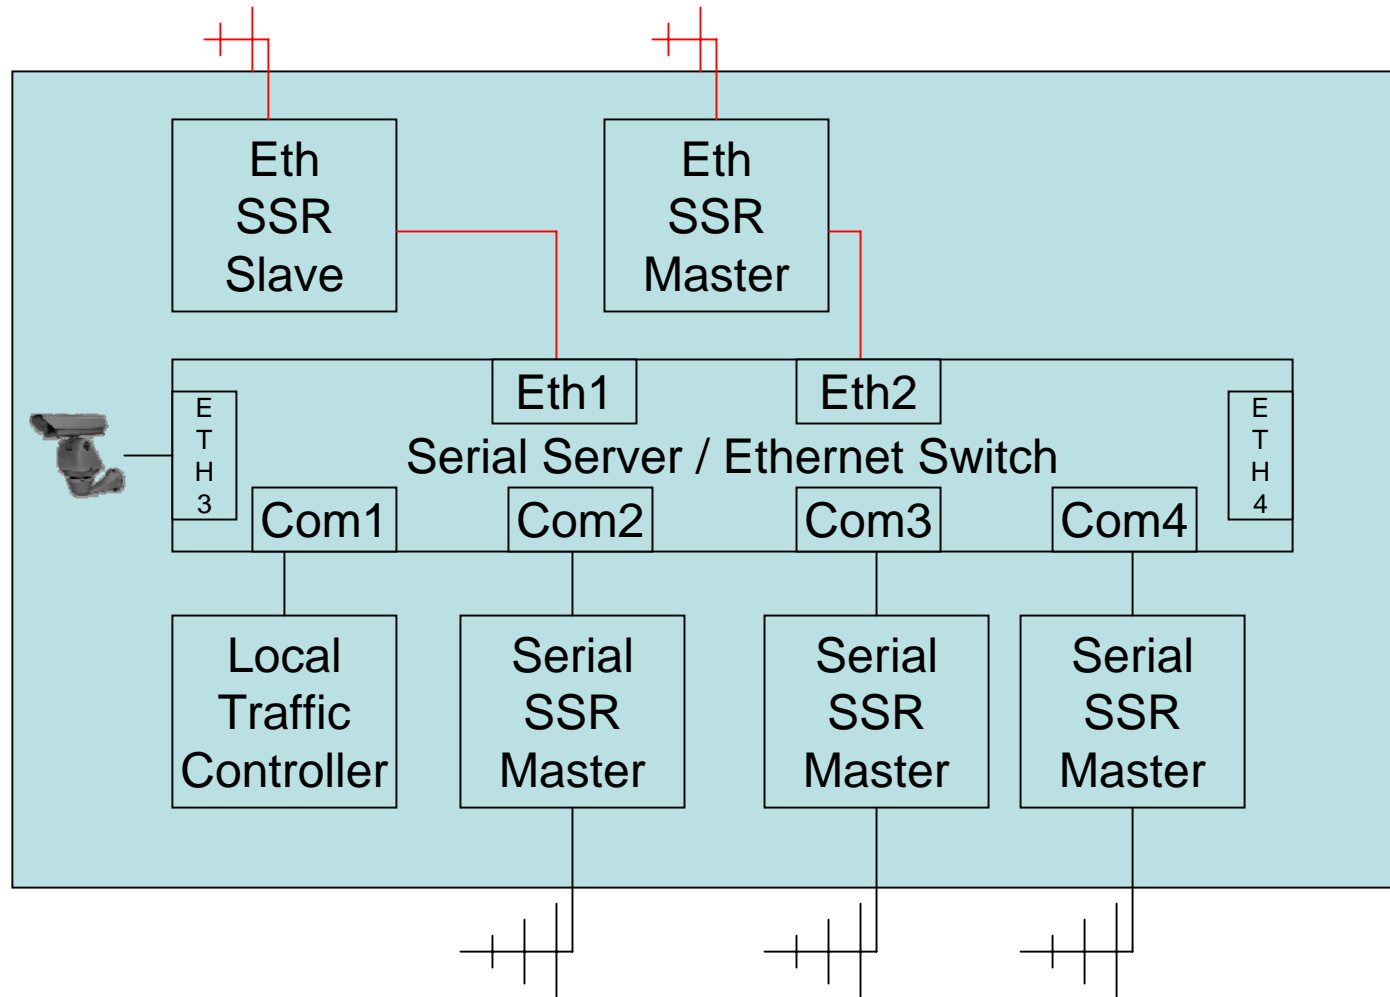 Eth
SSR
Slave
Eth
SSR
Master
Eth1
Eth2
E
T
H
3
E
T
H
4
Serial Server / Ethernet Switch
Com1
Com2
Com3
Com4
Local
Traffic
Controller
Serial
SSR
Master
Serial
SSR
Master
Serial
SSR
Master